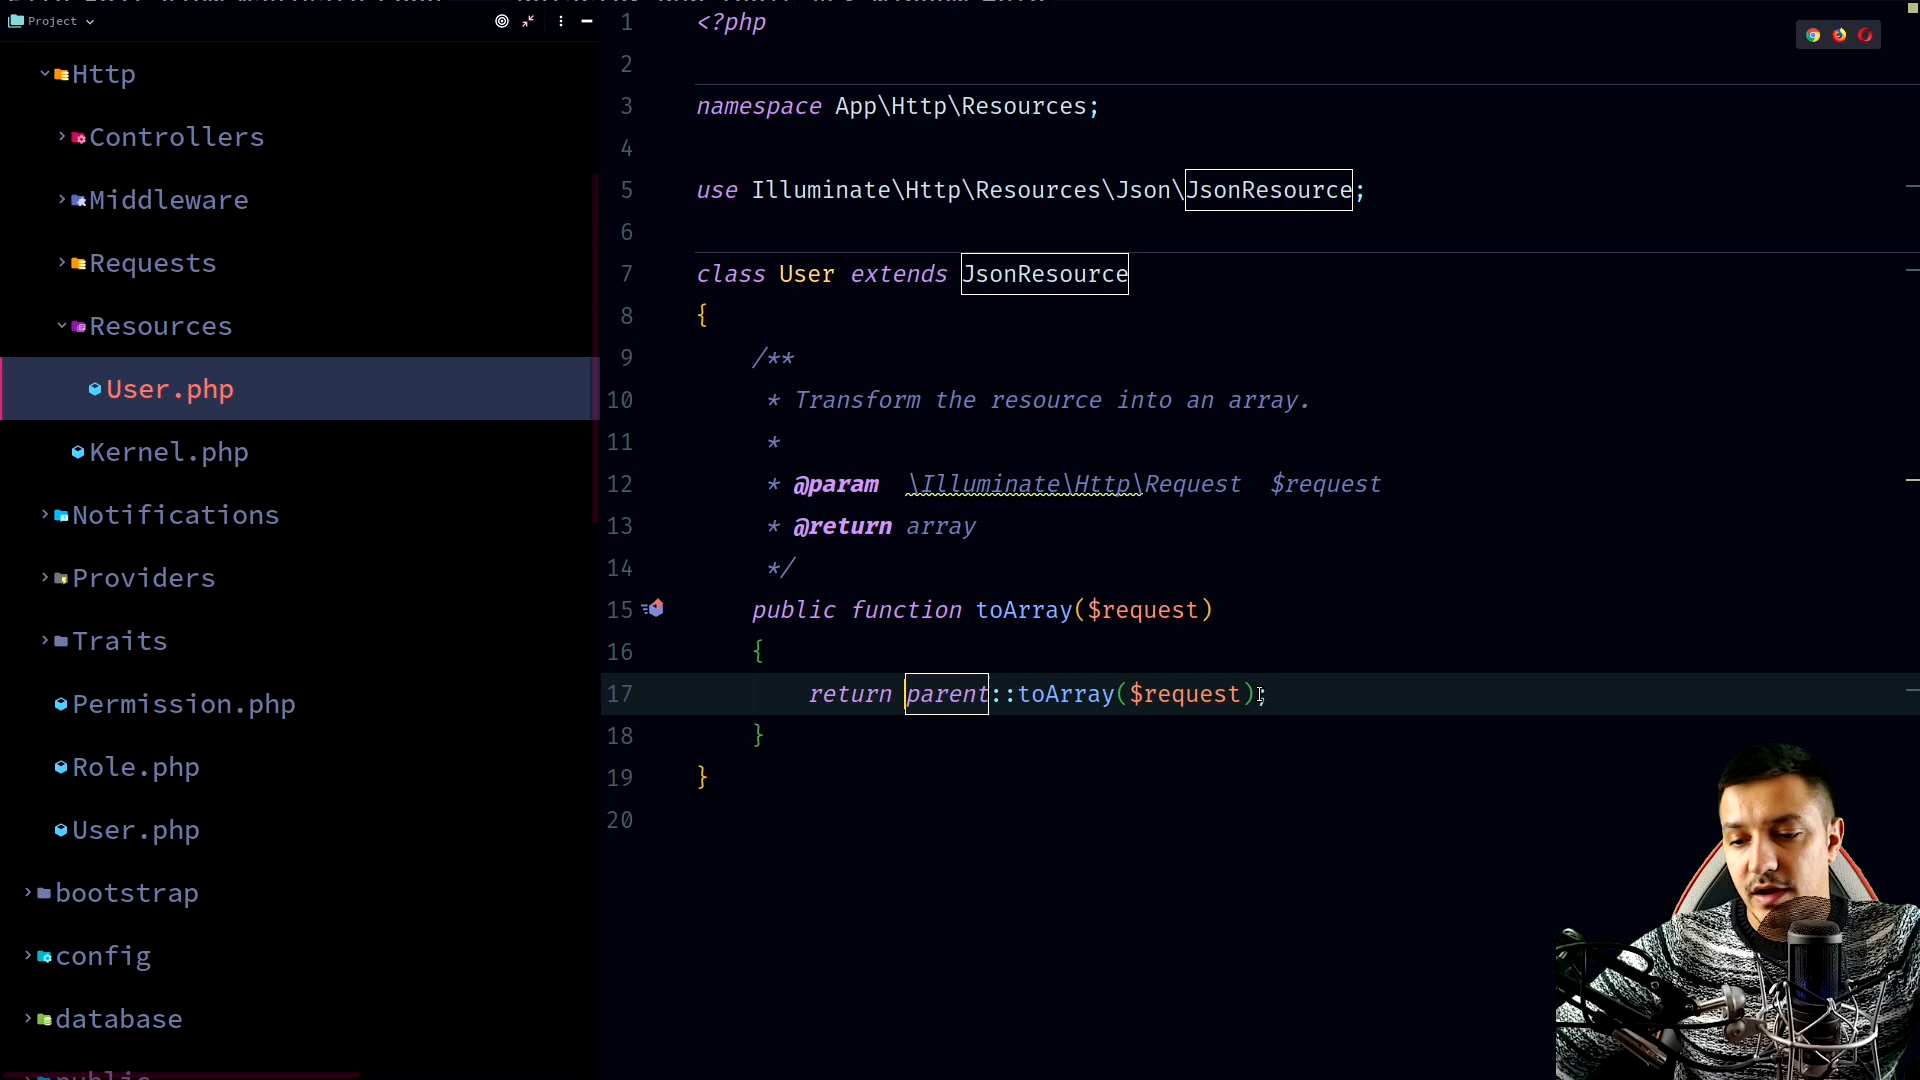 Project
Http
Controllers
Middleware
Requests
Resources
User.php
Kernel.php
Notifications
Providers
Traits
Permission.php
Role.php
User.php
bootstrap
config
database
public
1 <?php
2
3 namespace App\Http\Resources;
4
5 use Illuminate\Http\Resources\Json\JsonResource;
6
7 class User extends JsonResource
8 {
9 /**
10 * Transform the resource into an array.
11 *
12 * @param \Illuminate\Http\Request $request
13 * @return array
14 */
15 public function toArray($request)
16 {
17 return parent::toArray($request);
18 }
19 }
20